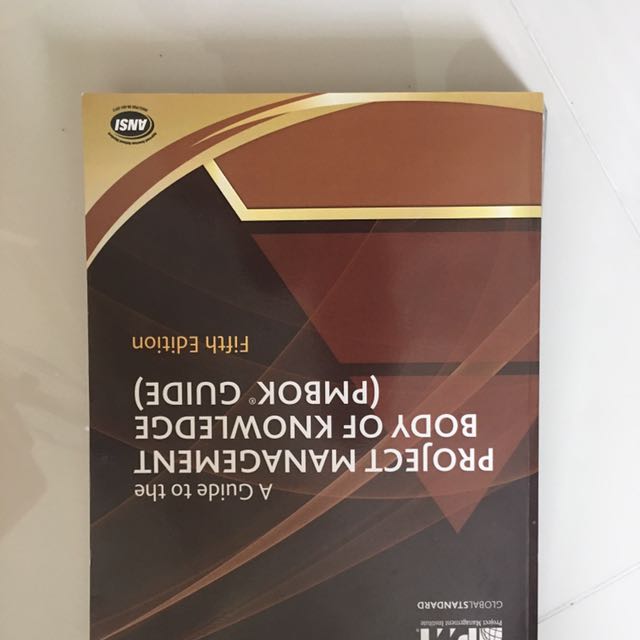 PMI®
Project Management Institute
GLOBALSTANDARD
A Guide to the
PROJECT MANAGEMENT
BODY OF KNOWLEDGE
(PMBOK® GUIDE)
Fifth Edition
ANSI